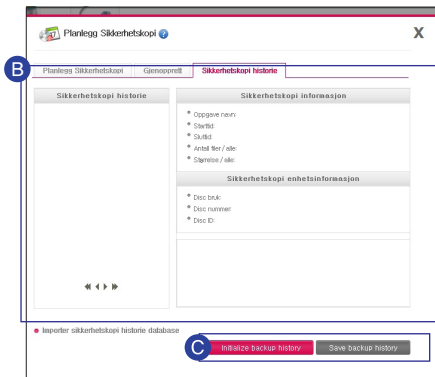 Planlegg Sikkerhetskopi ?
X
B
Planlegg Sikkerhetskopi
Gjenopprett
Sikkerhetskopi historie
Sikkerhetskopi historie
Sikkerhetskopi informasjon
* Oppgave navn:
* Starttid:
* Sluttid:
* Antall filer / alle:
* Størrelse / alle:
Sikkerhetskopi enhetsinformasjon
* Disc bruk:
* Disc nummer:
* Disc ID:
Importer sikkerhetskopi historie database
C
Initialize backup history
Save backup history